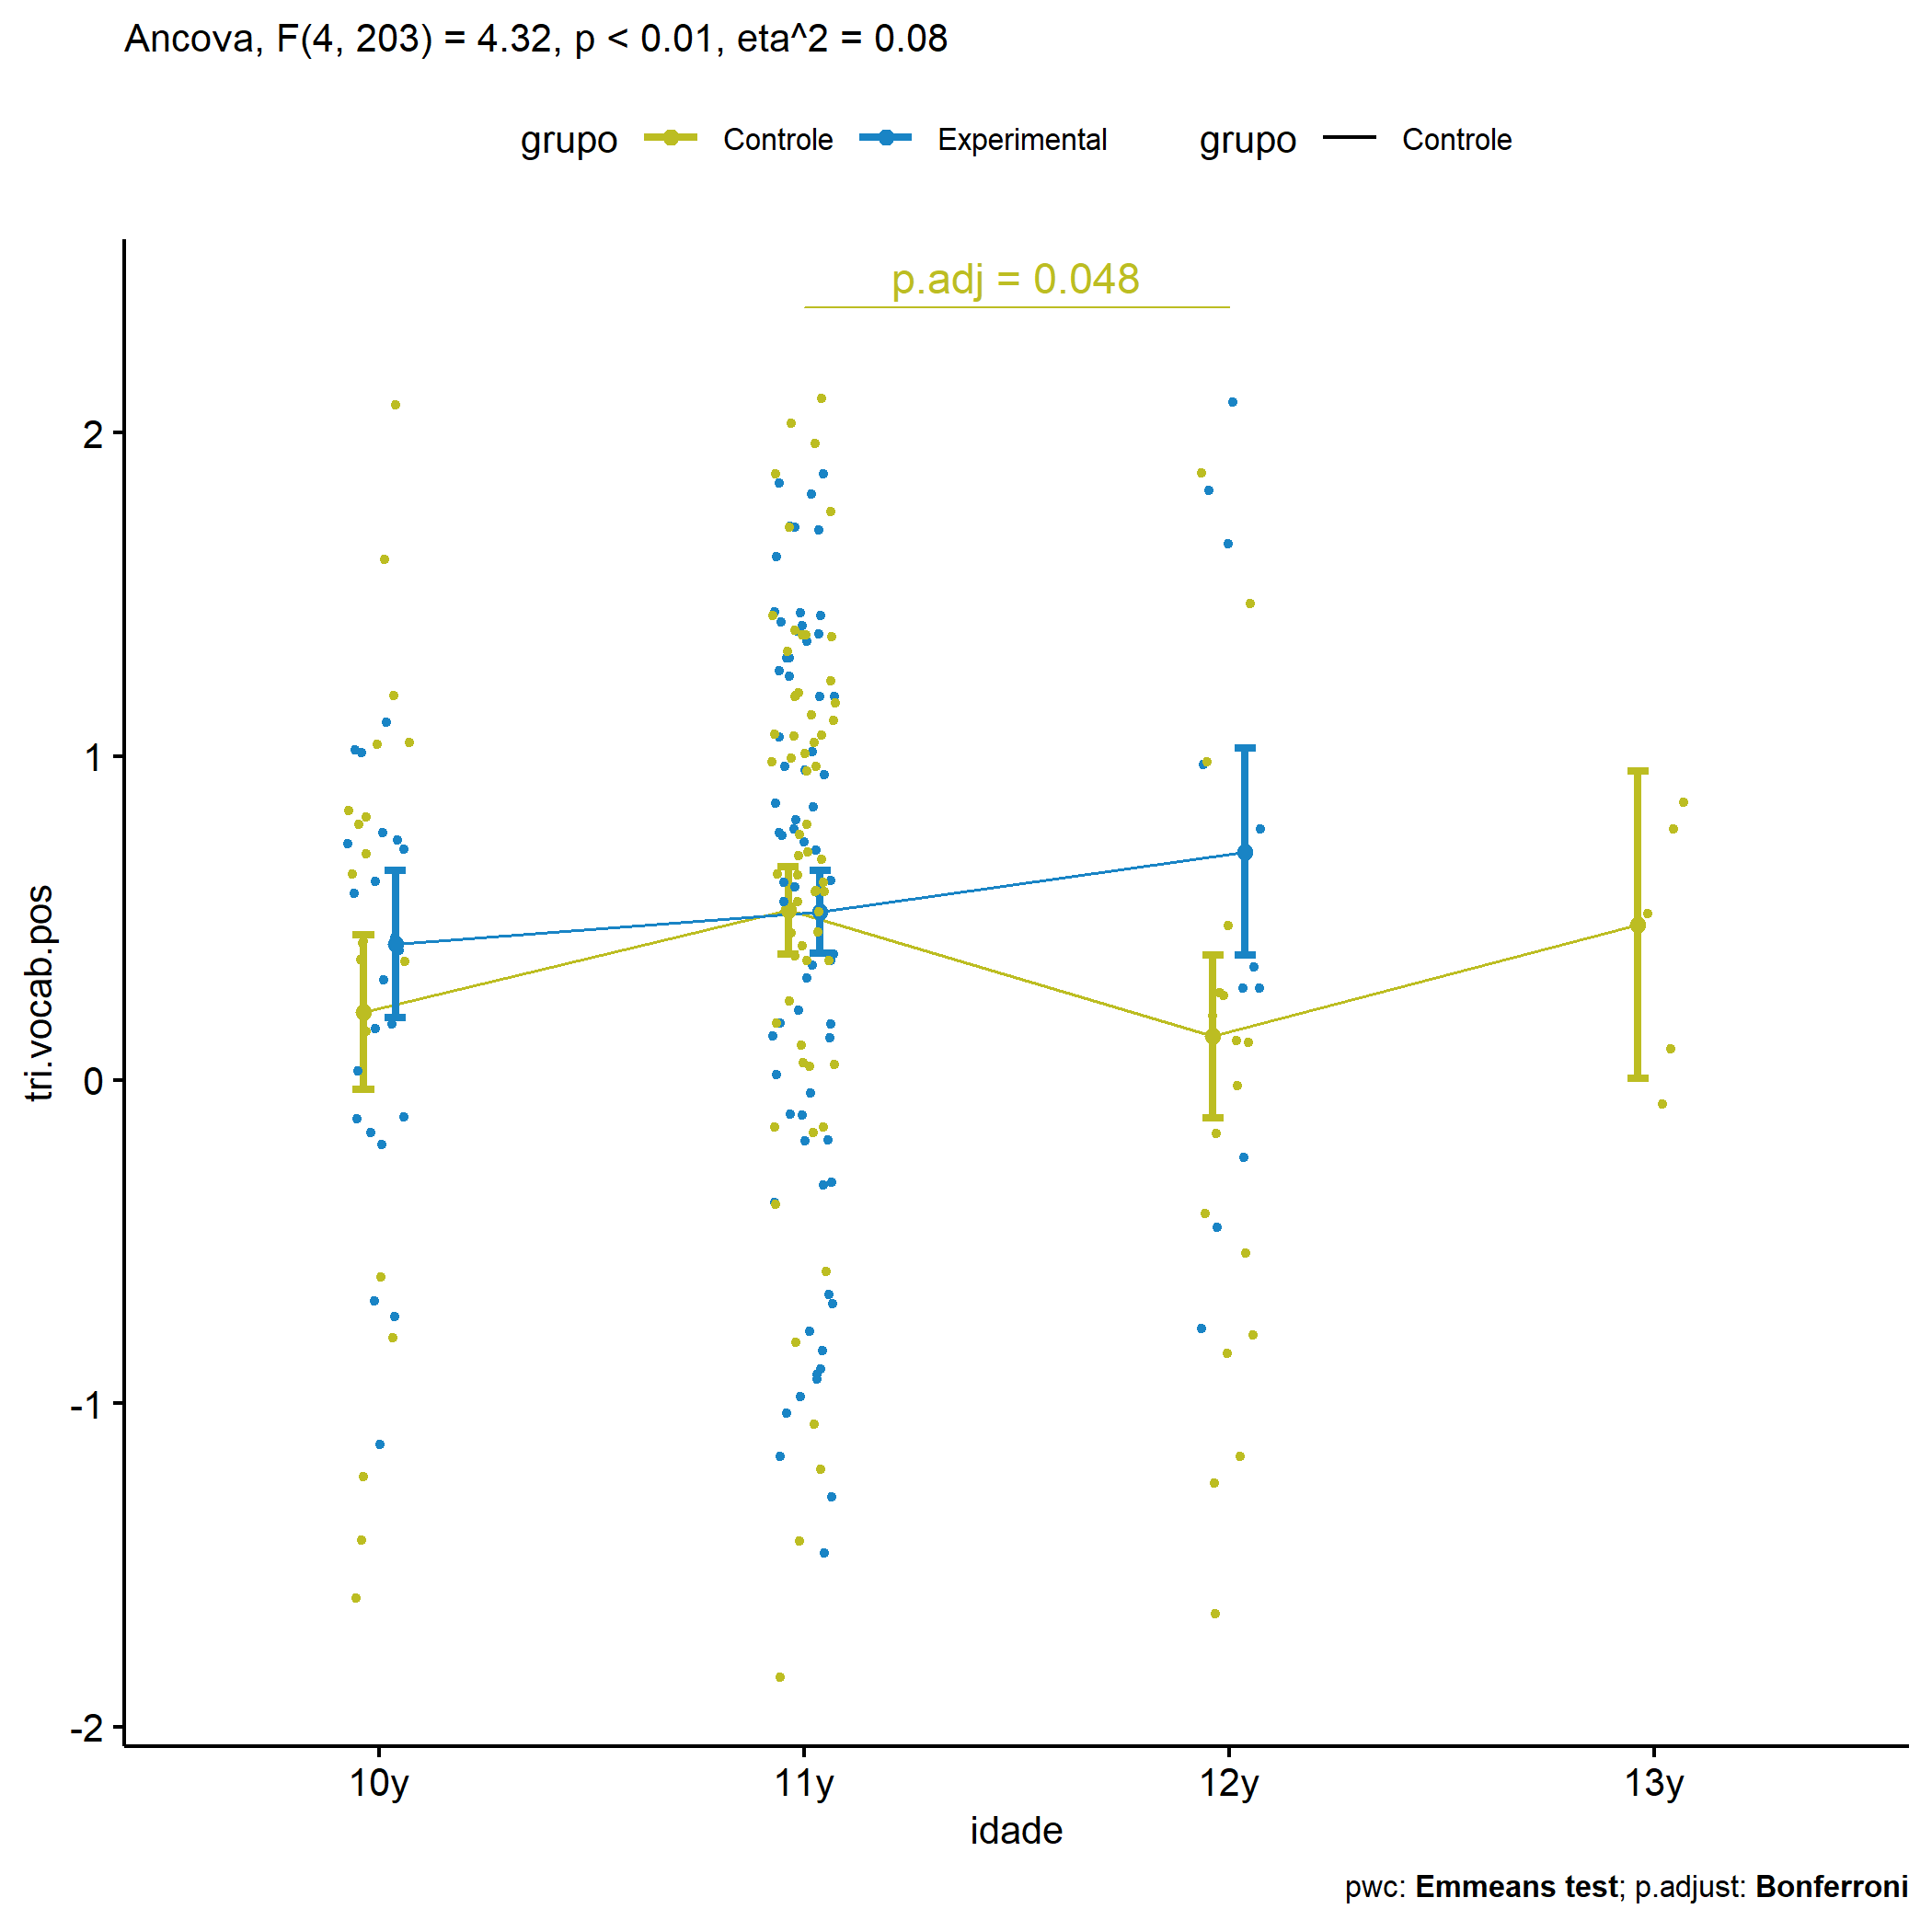 Ancova, F(4, 203) = 4.32, p < 0.01, eta^2 = 0.08
grupo Controle Experimental grupo Controle
p.adj = 0.048
2
1
0
-1
-2
tri.vocab.pos
10y 11y 12y 13y
idade
pwc: Emmeans test; p.adjust: Bonferroni